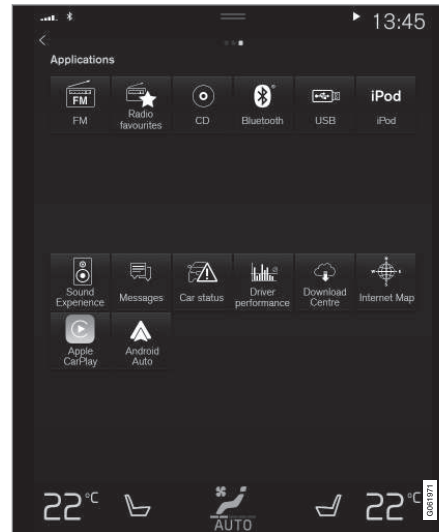 13:45
Applications
FM
iPod
FM
Radio
favourites
CD
Bluetooth
USB
iPod
Sound
Experience
Messages
Car status
Driver
performance
Download
Centre
Internet Map
Apple
CarPlay
Android
Auto
22°C
AUTO
22°C
G061971